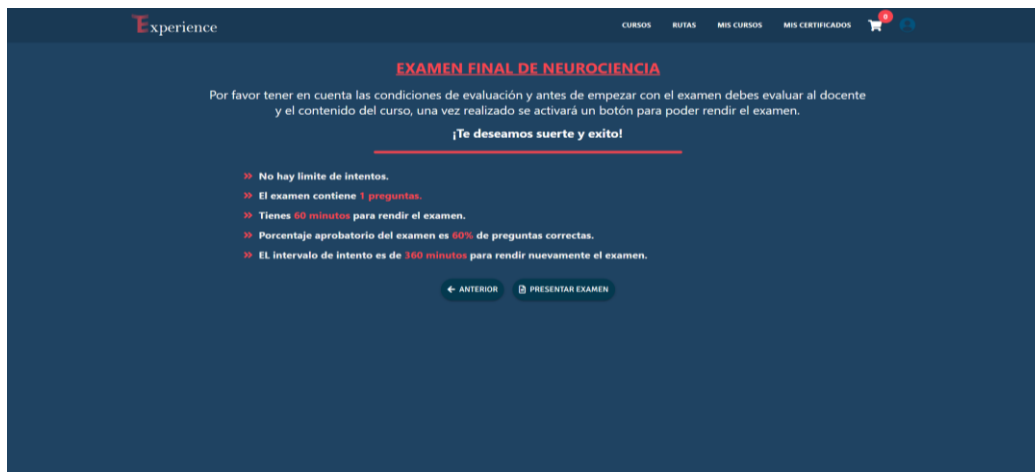 Experience
CURSOS RUTAS MIS CURSOS MIS CERTIFICADOS 0
EXAMEN FINAL DE NEUROCIENCIA
Por favor tener en cuenta las condiciones de evaluación y antes de empezar con el examen debes evaluar al docente
y el contenido del curso, una vez realizado se activará un botón para poder rendir el examen.
¡Te deseamos suerte y exito!
No hay limite de intentos.
El examen contiene 1 preguntas.
Tienes 60 minutos para rendir el examen.
Porcentaje aprobatorio del examen es 60% de preguntas correctas.
EL intervalo de intento es de 360 minutos para rendir nuevamente el examen.
ANTERIOR PRESENTAR EXAMEN